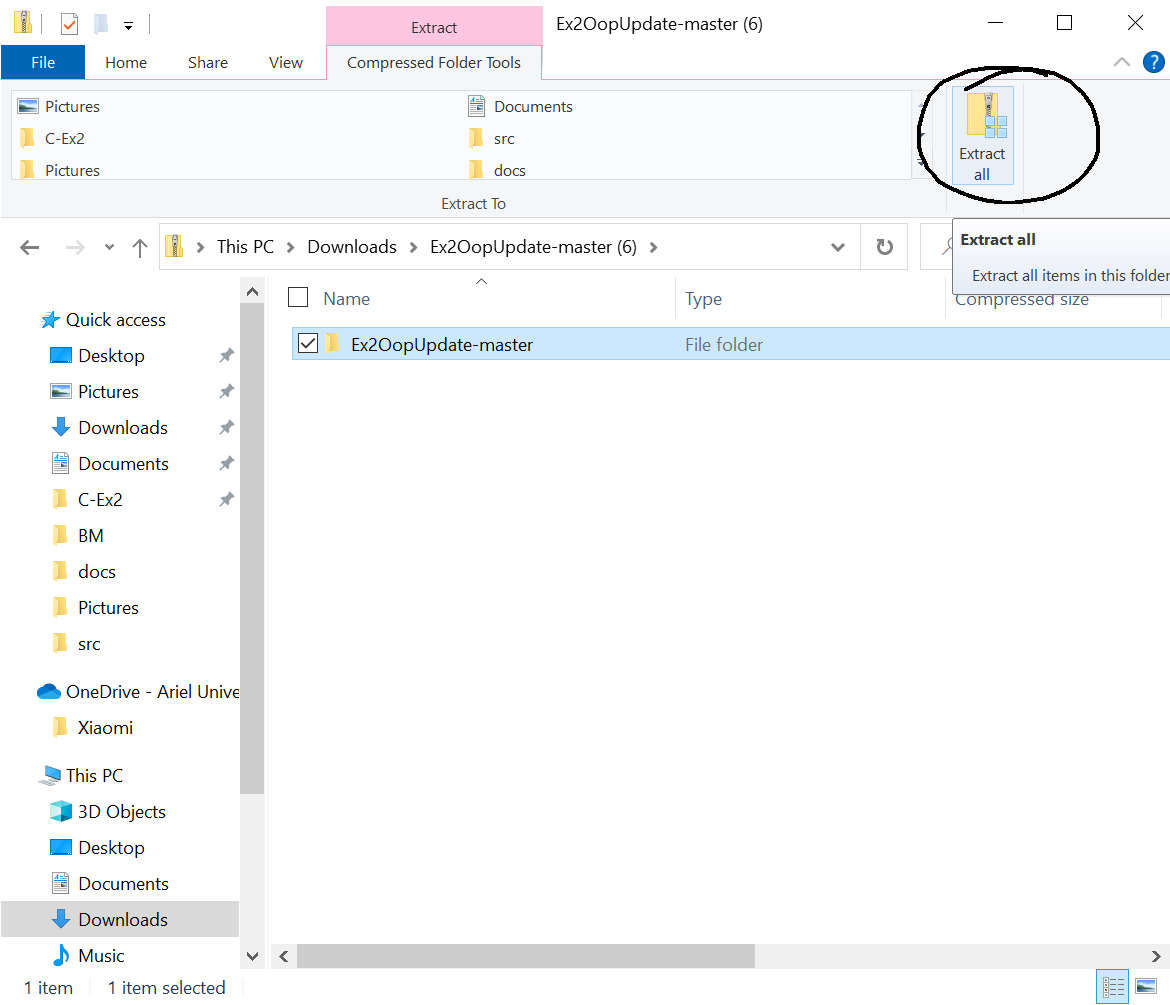 Extract
Ex2OopUpdate-master (6)
File
Home
Share
View
Compressed Folder Tools
?
Pictures
Documents
C-Ex2
src
Pictures
docs
Extract To
Extract
all
This PC
Downloads
Ex2OopUpdate-master (6)
Extract all
Extract all items in this folder
Name
Type
Compressed size
Ex2OopUpdate-master
File folder
Quick access
Desktop
Pictures
Downloads
Documents
C-Ex2
BM
docs
Pictures
src
OneDrive - Ariel Unive
Xiaomi
This PC
3D Objects
Desktop
Documents
Downloads
Music
1 item
1 item selected